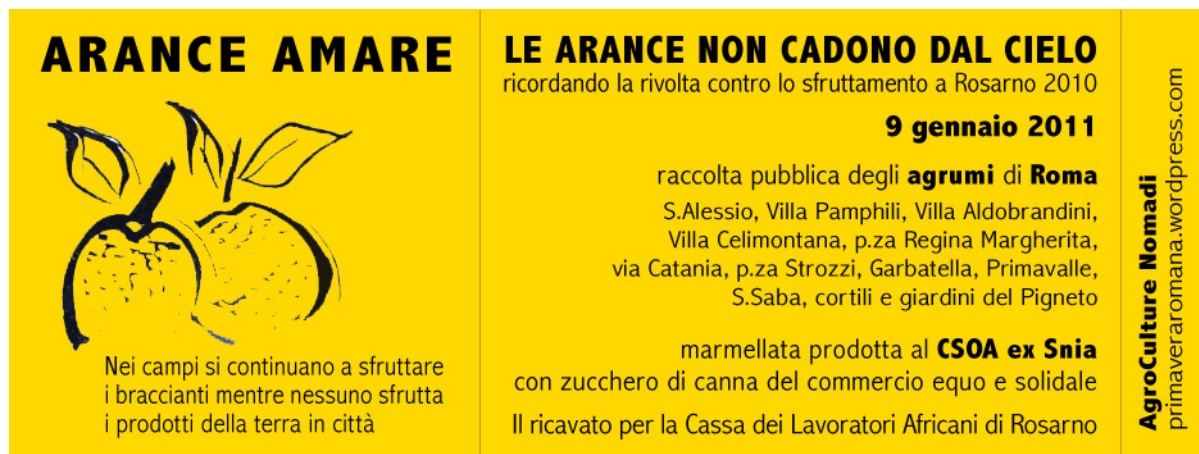 ARANCE AMARE
Nei campi si continuano a sfruttare
i braccianti mentre nessuno sfrutta
i prodotti della terra in città
LE ARANCE NON CADONO DAL CIELO
ricordando la rivolta contro lo sfruttamento a Rosarno 2010
9 gennaio 2011
raccolta pubblica degli agrumi di Roma
S.Alessio, Villa Pamphili, Villa Aldobrandini,
Villa Celimontana, p.za Regina Margherita,
via Catania, p.za Strozzi, Garbatella, Primavalle,
S.Saba, cortili e giardini del Pigneto
marmellata prodotta al CSOA ex Snia
con zucchero di canna del commercio equo e solidale
Il ricavato per la Cassa dei Lavoratori Africani di Rosarno
AgroCulture Nomadi
primaveraromana.wordpress.com